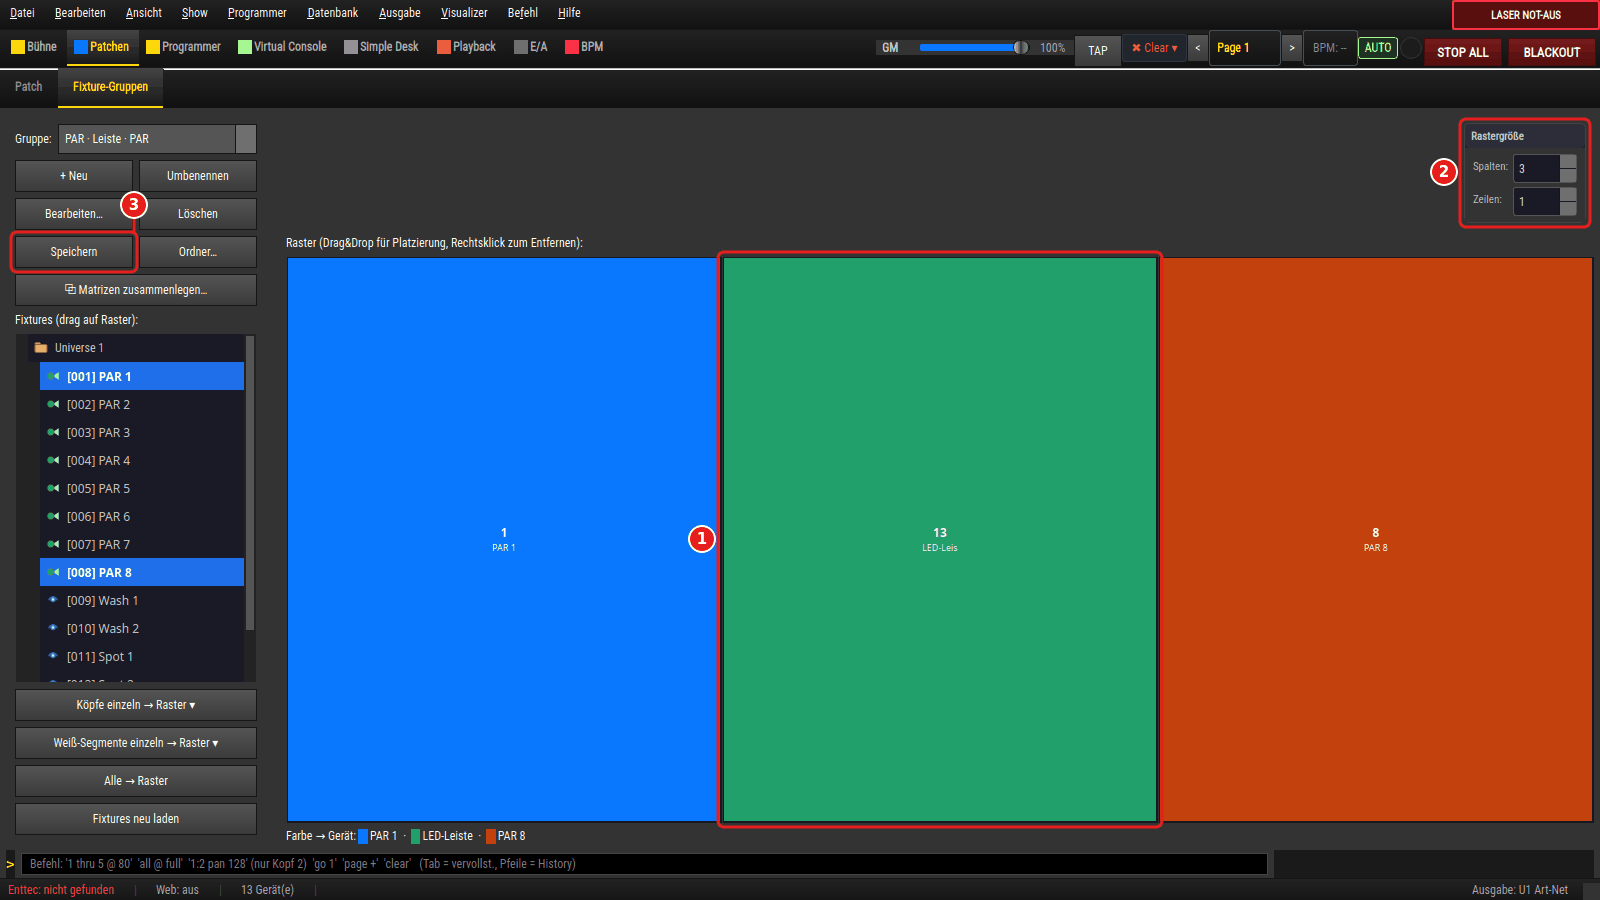 Datei Bearbeiten Ansicht Show Programmer Datenbank Ausgabe Visualizer Befehl Hilfe
LASER NOT-AUS
Bühne Patchen Programmer Virtual Console Simple Desk Playback E/A BPM
GM 100% TAP ✖ Clear ▾ < Page 1 > BPM: -- AUTO STOP ALL BLACKOUT
Patch Fixture-Gruppen
Gruppe: PAR · Leiste · PAR
+ Neu Umbenennen
Bearbeiten... Löschen
3
Speichern Ordner...
Matrizen zusammenlegen...
Fixtures (drag auf Raster):
Universe 1
[001] PAR 1
[002] PAR 2
[003] PAR 3
[004] PAR 4
[005] PAR 5
[006] PAR 6
[007] PAR 7
[008] PAR 8
[009] Wash 1
[010] Wash 2
[011] Spot 1
Köpfe einzeln → Raster ▾
Weiß-Segmente einzeln → Raster ▾
Alle → Raster
Fixtures neu laden
Rastergröße
2
Spalten: 3
Zeilen: 1
Raster (Drag&Drop für Platzierung, Rechtsklick zum Entfernen):
1
PAR 1
1
13
LED-Leis
8
PAR 8
Farbe → Gerät: PAR 1 · LED-Leiste · PAR 8
> Befehl: '1 thru 5 @ 80' 'all @ full' '1:2 pan 128' (nur Kopf 2) 'go 1' 'page +' 'clear' (Tab = vervollst., Pfeile = History)
Enttec: nicht gefunden Web: aus 13 Gerät(e) Ausgabe: U1 Art-Net